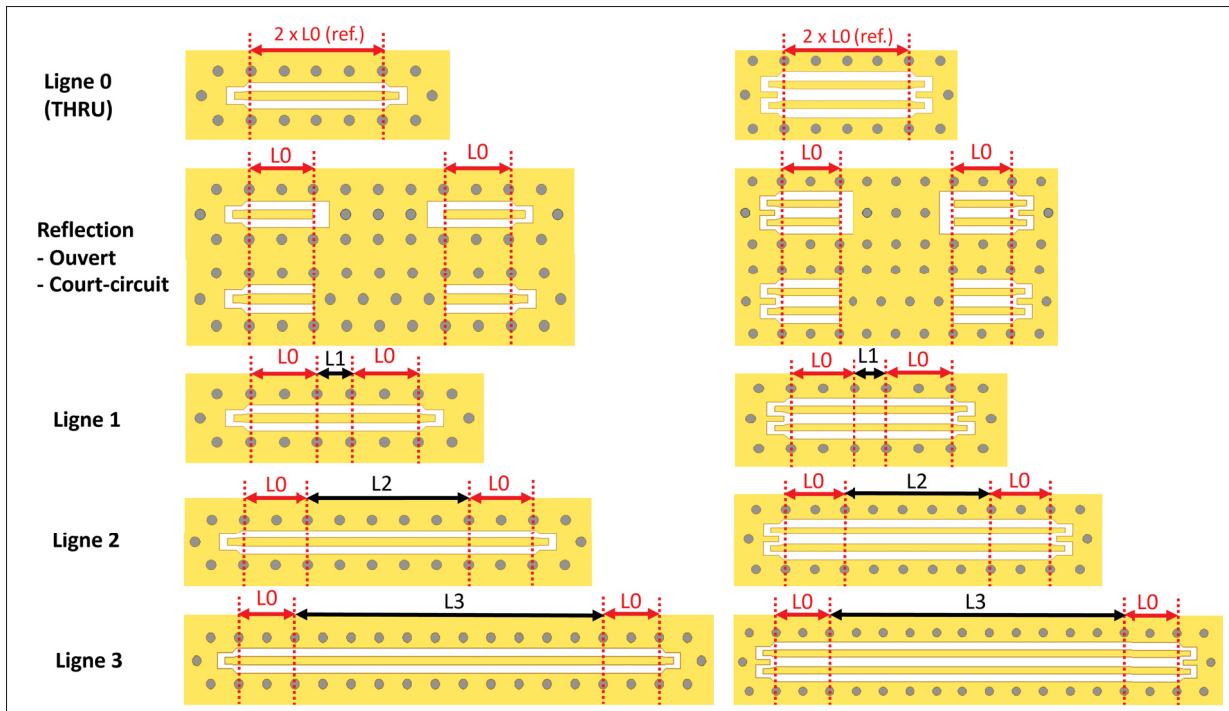 2 x L0 (ref.)
2 x L0 (ref.)
Ligne 0
(THRU)
L0
L0
L0
L0
Reflection
- Ouvert
- Court-circuit
L0
L1
L0
L0
L1
L0
Ligne 1
L0
L2
L0
L0
L2
L0
Ligne 2
L0
L3
L0
L0
L3
L0
Ligne 3